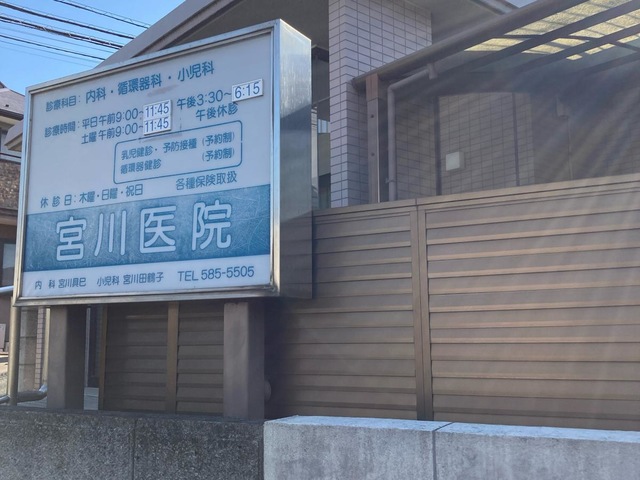 診療科目: 内科・循環器科・小児科
診療時間: 平日午前9:00~11:45 午後3:30~6:15
土曜午前9:00~11:45 午後休診
乳児健診・予防接種 (予約制)
循環器健診 (予約制)
休診日: 木曜・日曜・祝日 各種保険取扱
宮川医院
内科 宮川真巳 小児科 宮川田鶴子 TEL 585-5505